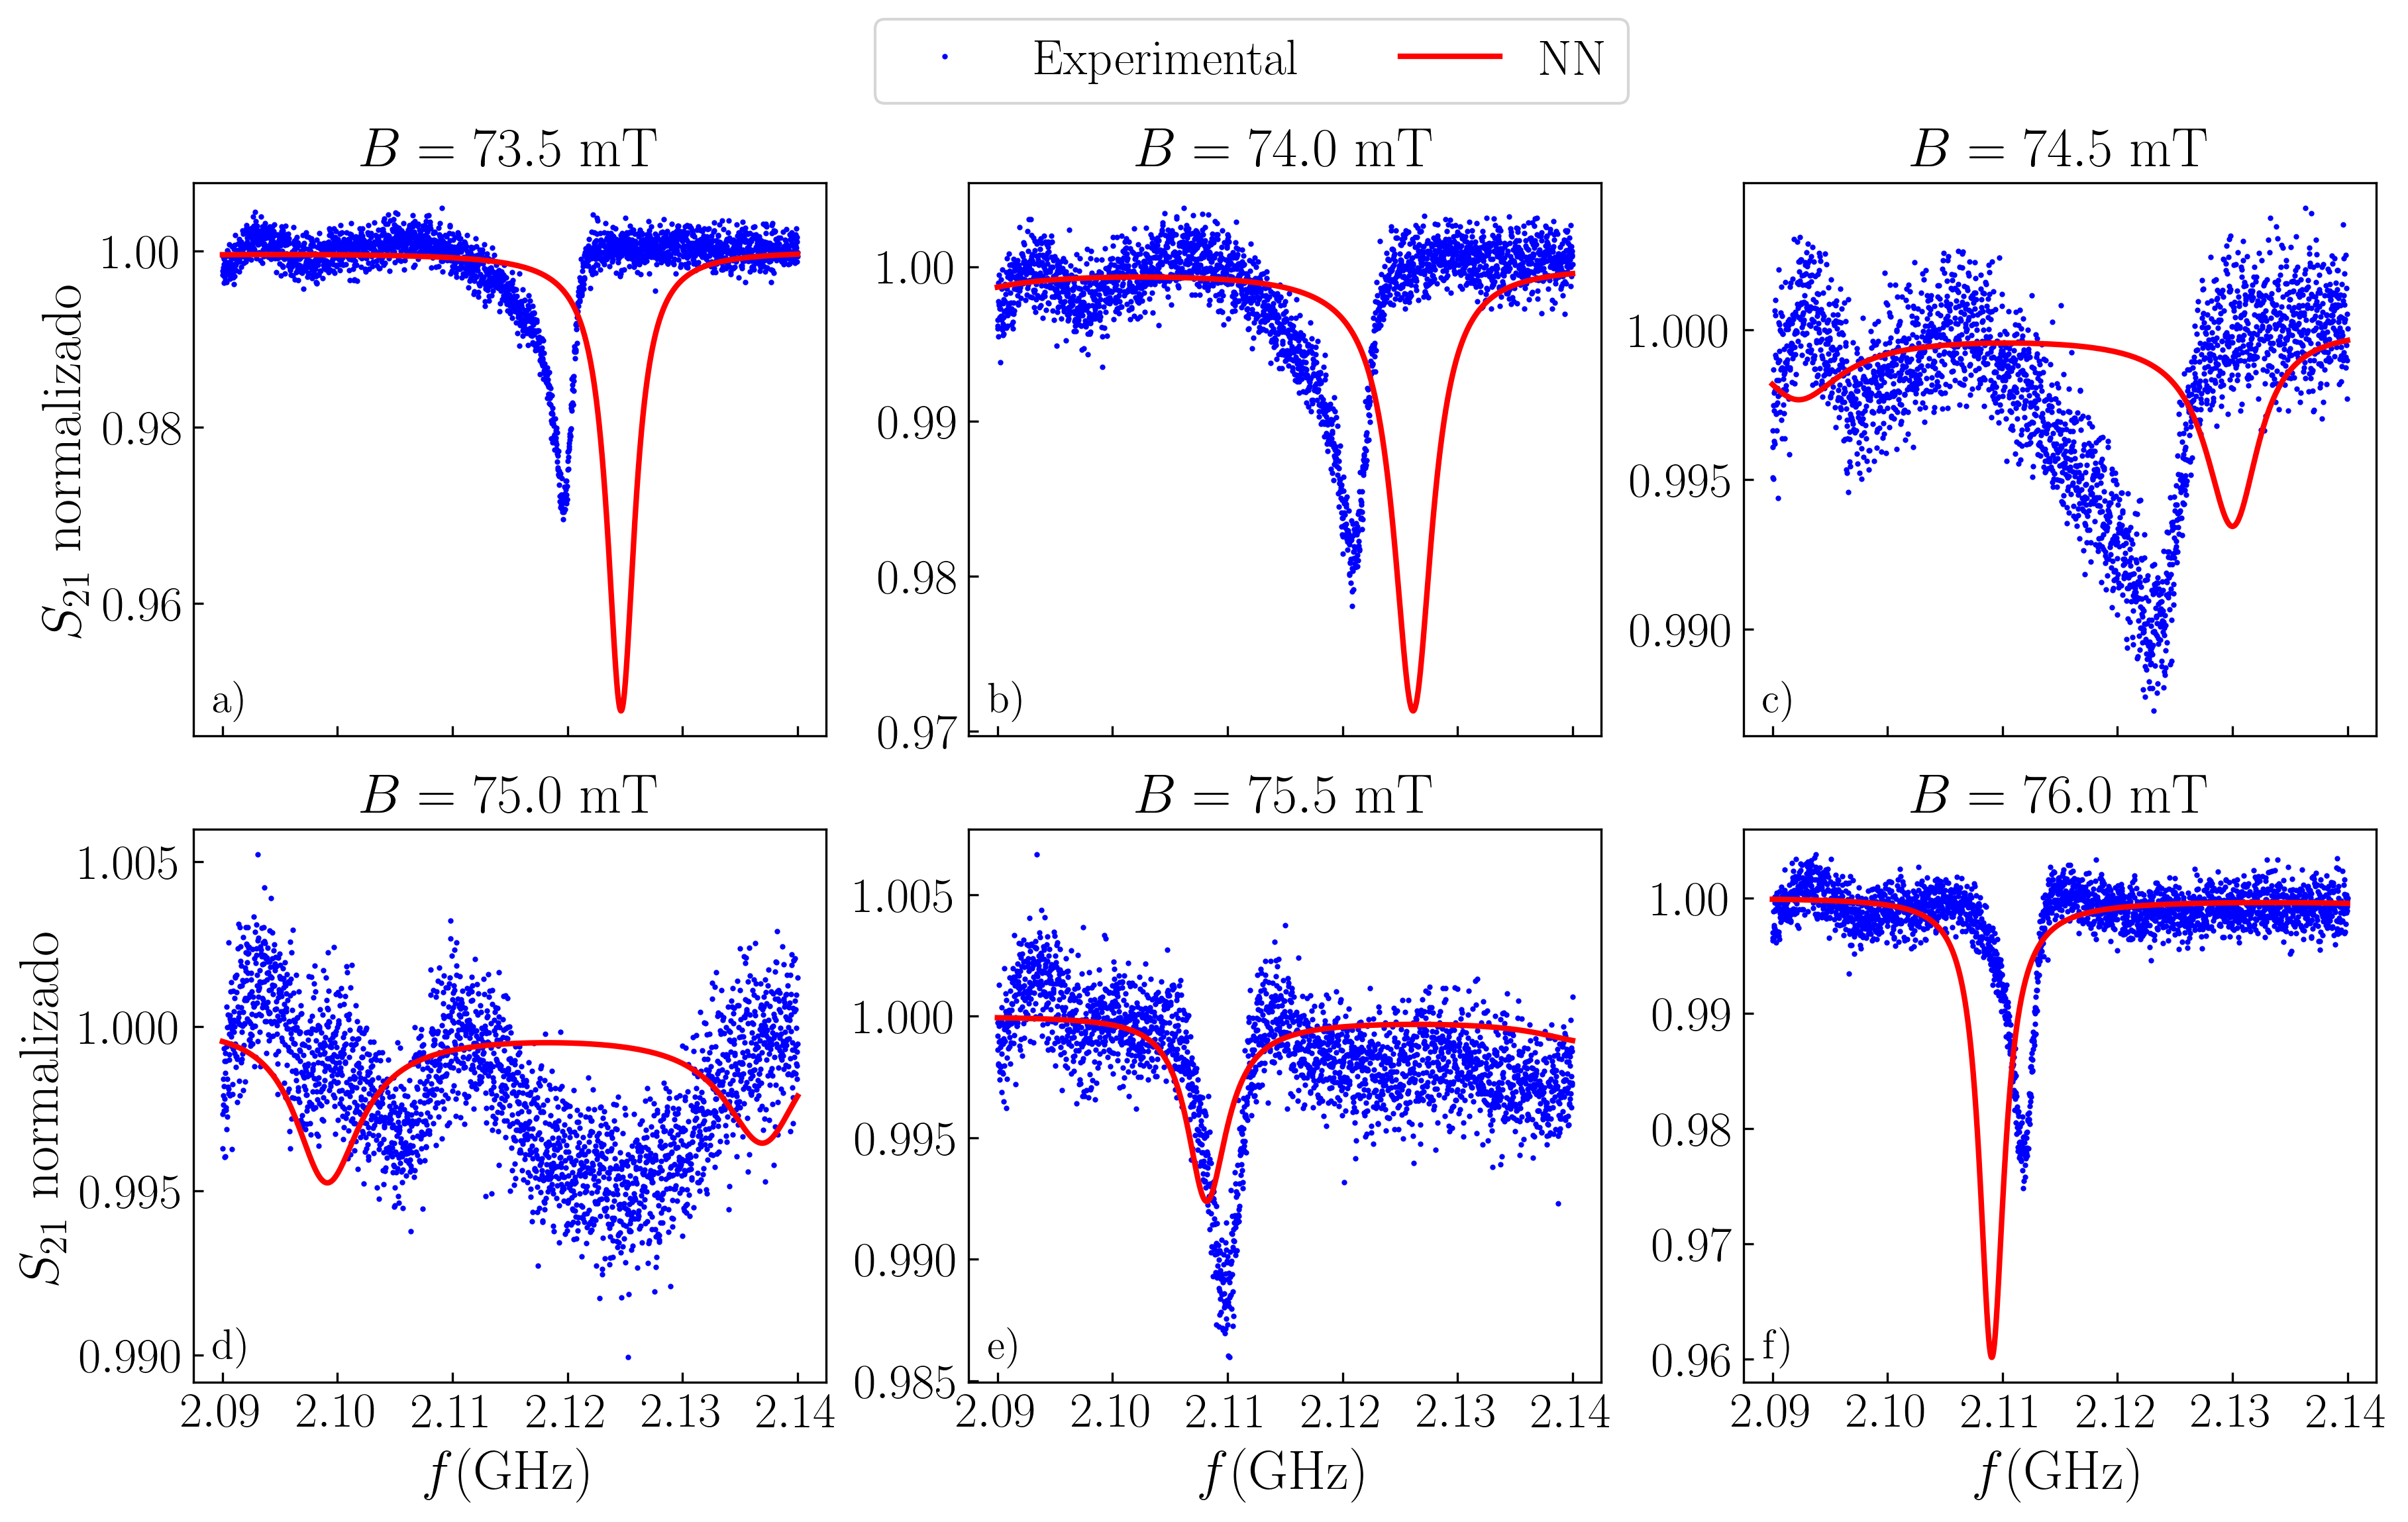 Experimental NN
B = 73.5 mT B = 74.0 mT B = 74.5 mT
S21 normalizado
1.00
0.98
0.96
a)
1.00
0.99
0.98
0.97
b)
1.000
0.995
0.990
c)
B = 75.0 mT B = 75.5 mT B = 76.0 mT
S21 normalizado
1.005
1.000
0.995
0.990
d)
1.005
1.000
0.995
0.990
0.985
e)
1.00
0.99
0.98
0.97
0.96
f)
2.09 2.10 2.11 2.12 2.13 2.14 2.09 2.10 2.11 2.12 2.13 2.14 2.09 2.10 2.11 2.12 2.13 2.14
f(GHz) f(GHz) f(GHz)